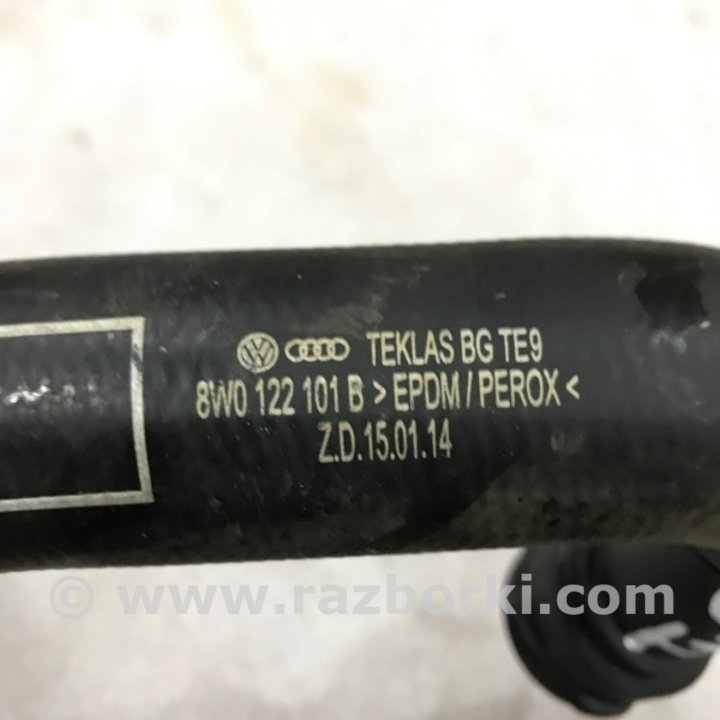 TEKLAS BG TE9
8W0 122 101 B >EPDM / PEROX<
Z.D.15.01.14
© www.razborki.com